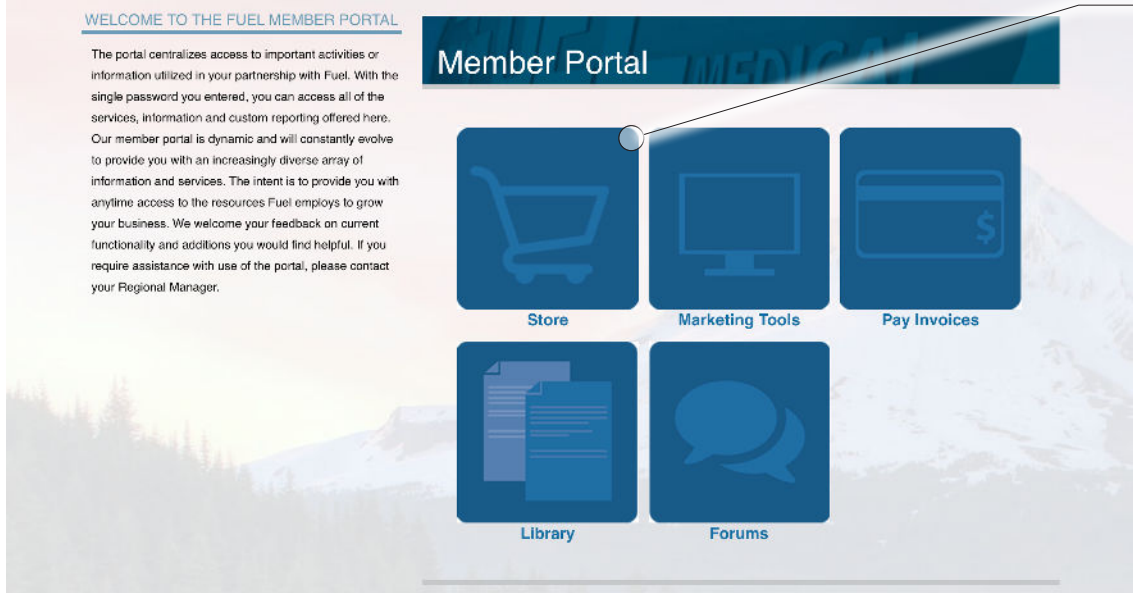 WELCOME TO THE FUEL MEMBER PORTAL
The portal centralizes access to important activities or
information utilized in your partnership with Fuel. With the
single password you entered, you can access all of the
services, information and custom reporting offered here.
Our member portal is dynamic and will constantly evolve
to provide you with an increasingly diverse array of
information and services. The intent is to provide you with
anytime access to the resources Fuel employs to grow
your business. We welcome your feedback on current
functionality and additions you would find helpful. If you
require assistance with use of the portal, please contact
your Regional Manager.
FUEL MEDICAL
Member Portal
$
Store
Marketing Tools
Pay Invoices
Library
Forums